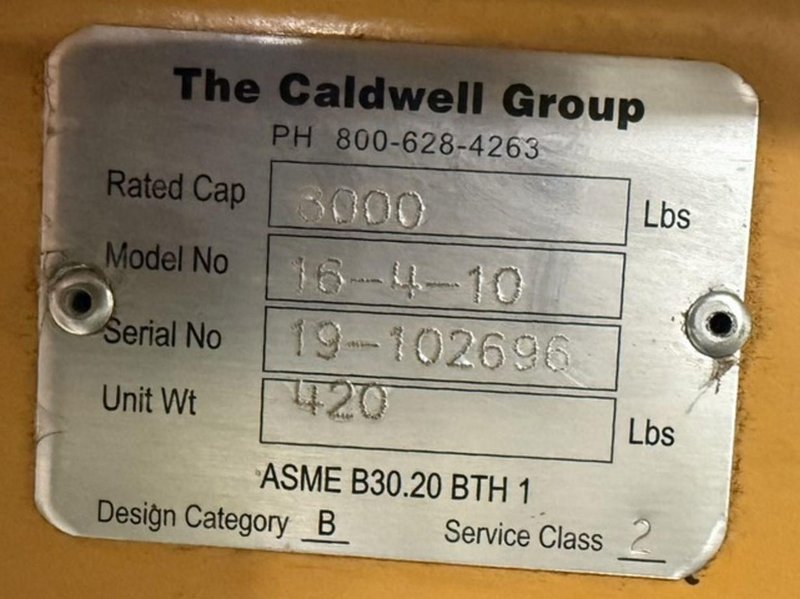 The Caldwell Group
PH 800-628-4263
Rated Cap 8000 Lbs
Model No 16-4-10
Serial No 19-102696
Unit Wt 420 Lbs
ASME B30.20 BTH 1
Design Category B Service Class 2